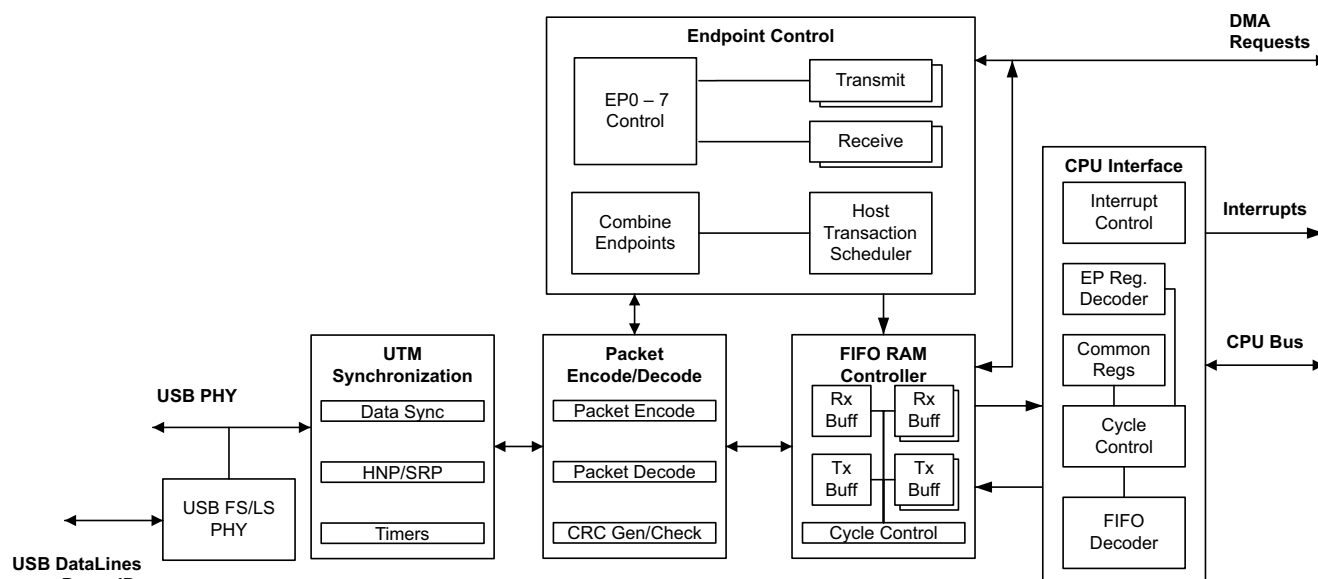 Endpoint Control
EP0 – 7
Control
Transmit
Receive
Combine
Endpoints
Host
Transaction
Scheduler
DMA
Requests
CPU Interface
Interrupt
Control
EP Reg.
Decoder
Common
Regs
Cycle
Control
FIFO
Decoder
Interrupts
CPU Bus
UTM
Synchronization
Data Sync
HNP/SRP
Timers
Packet
Encode/Decode
Packet Encode
Packet Decode
CRC Gen/Check
FIFO RAM
Controller
Rx
Buff
Rx
Buff
Tx
Buff
Tx
Buff
Cycle Control
USB PHY
USB FS/LS
PHY
USB DataLines